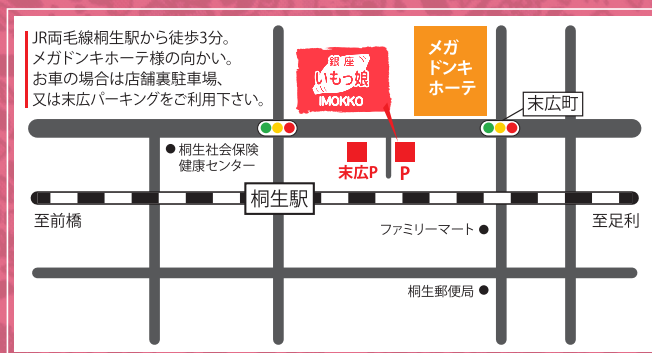 JR両毛線桐生駅から徒歩3分。
メガドンキホーテ様の向かい。
お車の場合は店舗裏駐車場、
又は末広パーキングをご利用下さい。
銀座
いもっ娘
IMOKKO
メガ
ドンキ
ホーテ
末広町
桐生社会保険
健康センター
末広P
P
桐生駅
至前橋
至足利
ファミリーマート
桐生郵便局